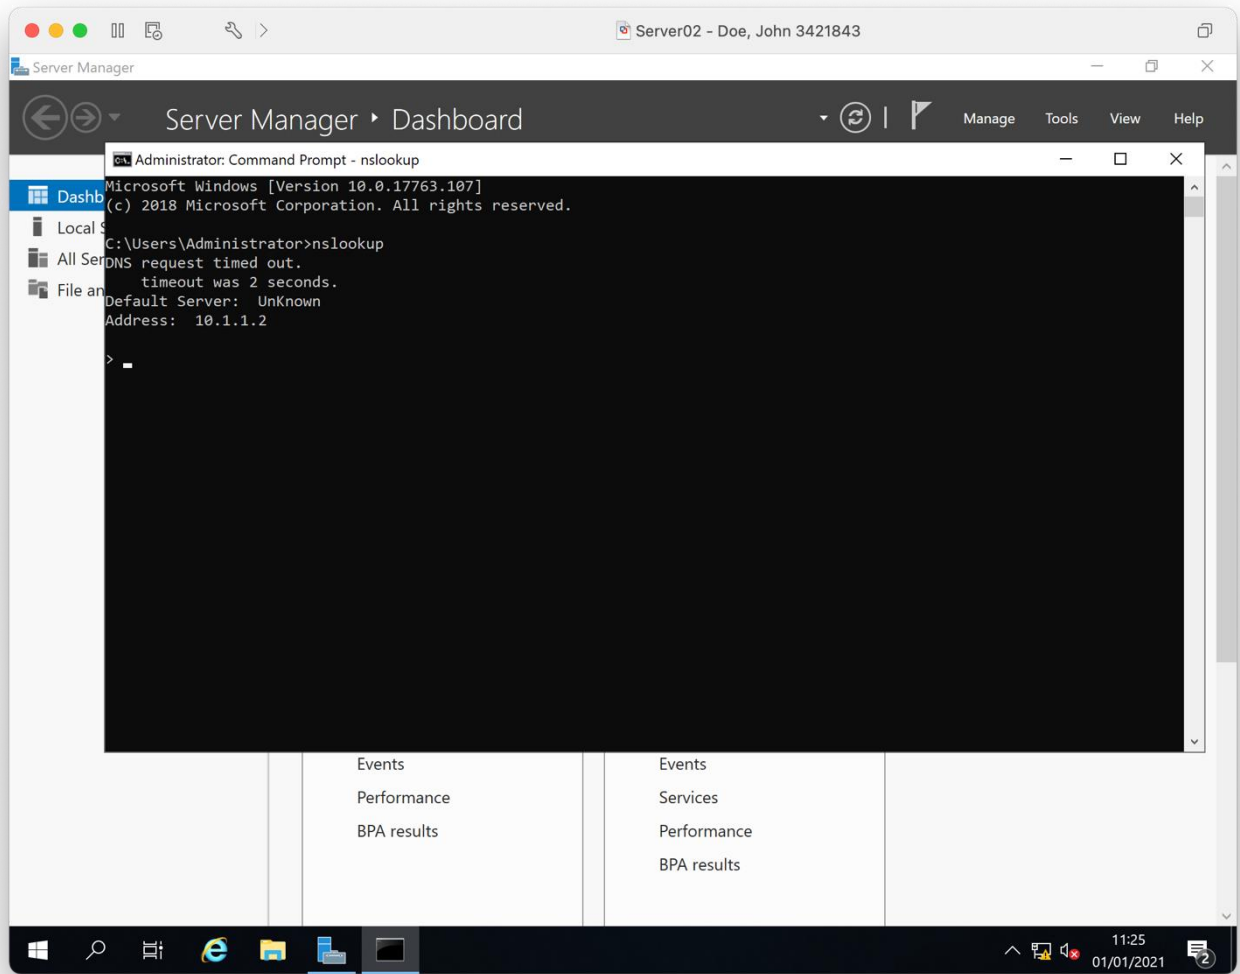 Server02 - Doe, John 3421843
Server Manager
Server Manager ‣ Dashboard
Manage Tools View Help
Administrator: Command Prompt - nslookup
Microsoft Windows [Version 10.0.17763.107]
(c) 2018 Microsoft Corporation. All rights reserved.
C:\Users\Administrator>nslookup
DNS request timed out.
timeout was 2 seconds.
Default Server:  UnKnown
Address:  10.1.1.2
>
Dashb
Local S
All Ser
File an
Events
Performance
BPA results
Events
Services
Performance
BPA results
11:25
01/01/2021
2